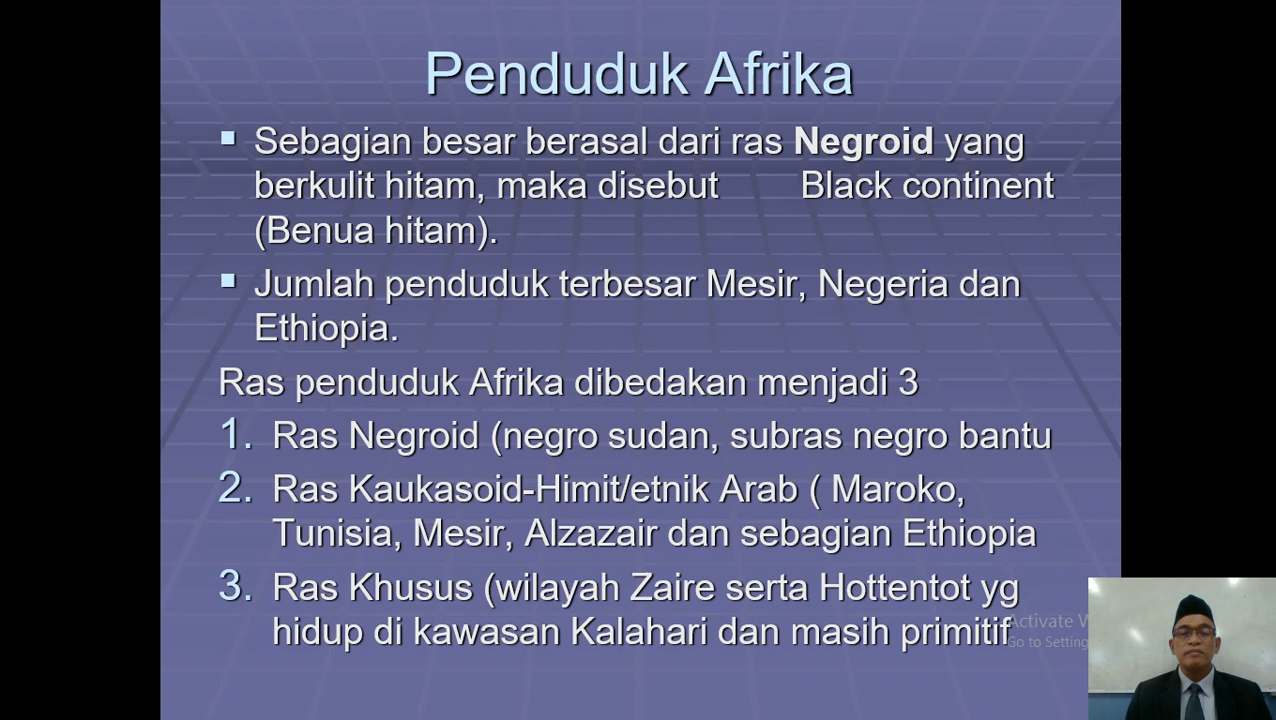 Penduduk Afrika
▪ Sebagian besar berasal dari ras Negroid yang
berkulit hitam, maka disebut Black continent
(Benua hitam).
▪ Jumlah penduduk terbesar Mesir, Negeria dan
Ethiopia.
Ras penduduk Afrika dibedakan menjadi 3
1. Ras Negroid (negro sudan, subras negro bantu
2. Ras Kaukasoid-Himit/etnik Arab ( Maroko,
Tunisia, Mesir, Alzazair dan sebagian Ethiopia
3. Ras Khusus (wilayah Zaire serta Hottentot yg
hidup di kawasan Kalahari dan masih primitif
Activate W
Go to Setting